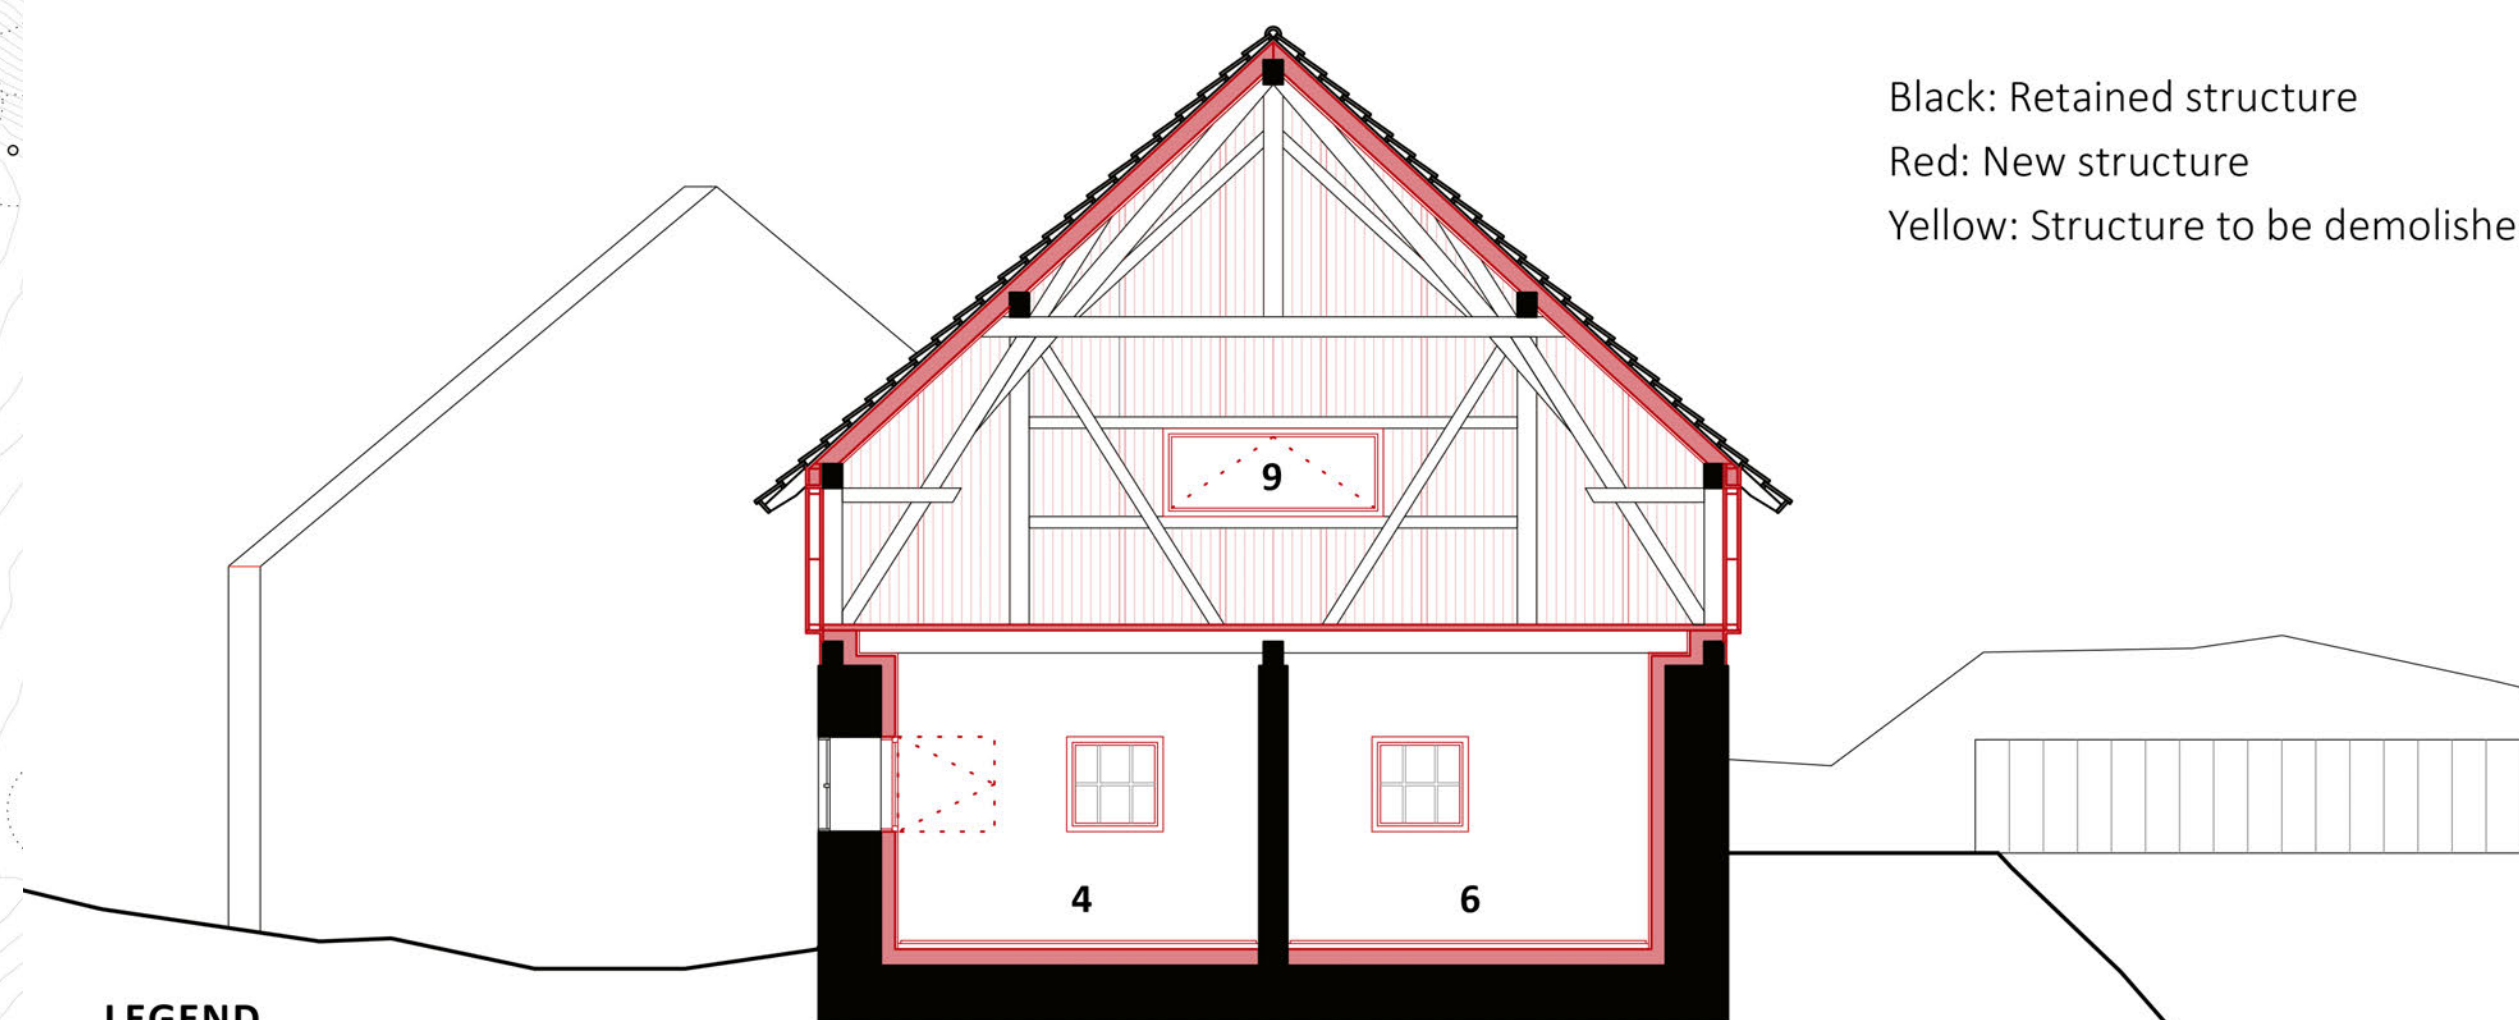 Black: Retained structure
Red: New structure
Yellow: Structure to be demolishe
9
4
6
LEGEND